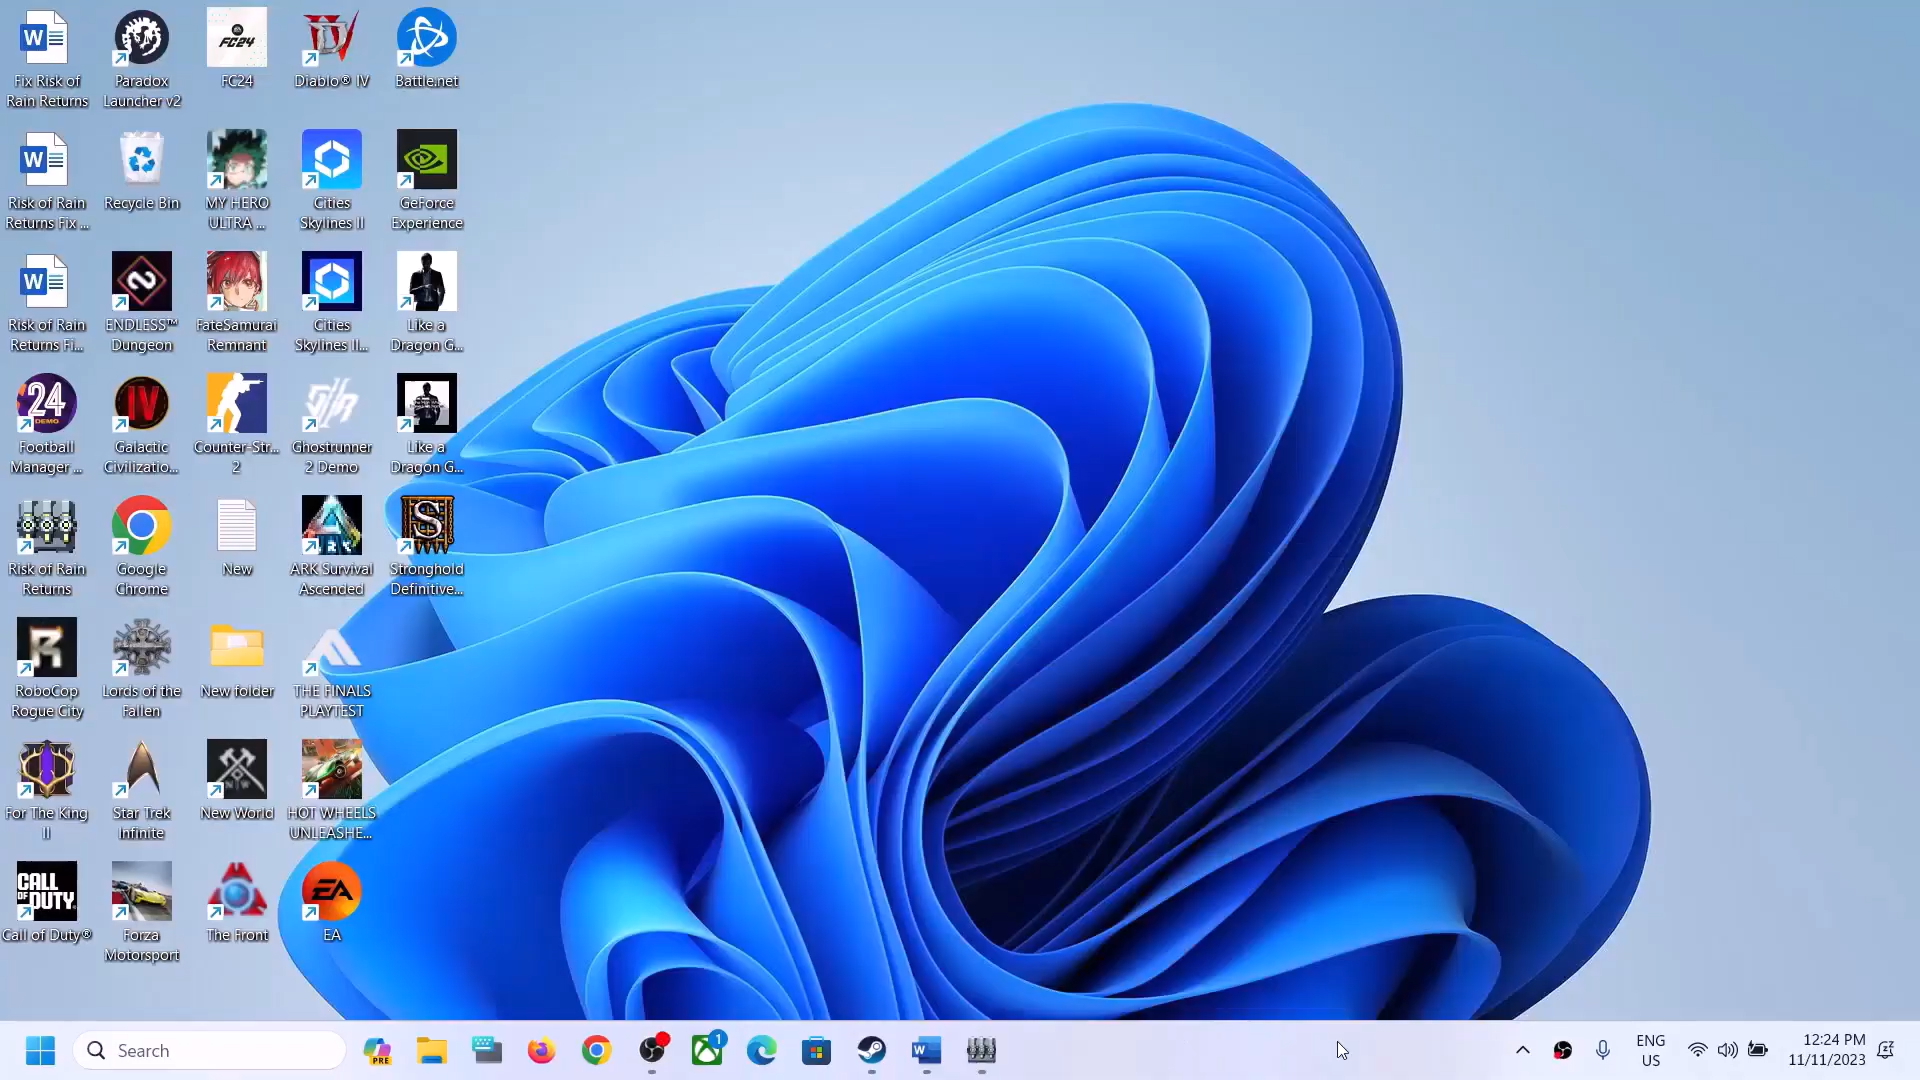 Fix Risk of
Rain Returns
Paradox
Launcher v2
FC24
FC24
Diablo® IV
Battle.net
Risk of Rain
Returns Fix ...
Recycle Bin
MY HERO
ULTRA ...
Cities
Skylines II
GeForce
Experience
Risk of Rain
Returns Fi...
ENDLESS™
Dungeon
FateSamurai
Remnant
Cities
Skylines II...
Like a
Dragon G...
24
DEMO
Football
Manager ...
IV
Galactic
Civilizatio...
Counter-Str...
2
Ghostrunner
2 Demo
Like a
Dragon G...
Risk of Rain
Returns
Google
Chrome
New
ARK Survival
Ascended
S
Stronghold
Definitive...
R
RoboCop
Rogue City
Lords of the
Fallen
New folder
THE FINALS
PLAYTEST
For The King
II
Star Trek
Infinite
New World
HOT WHEELS
UNLEASHE...
CALL
OF DUTY
Call of Duty®
Forza
Motorsport
The Front
EA
EA
Search
PRE
1
W
ENG
US
12:24 PM
11/11/2023